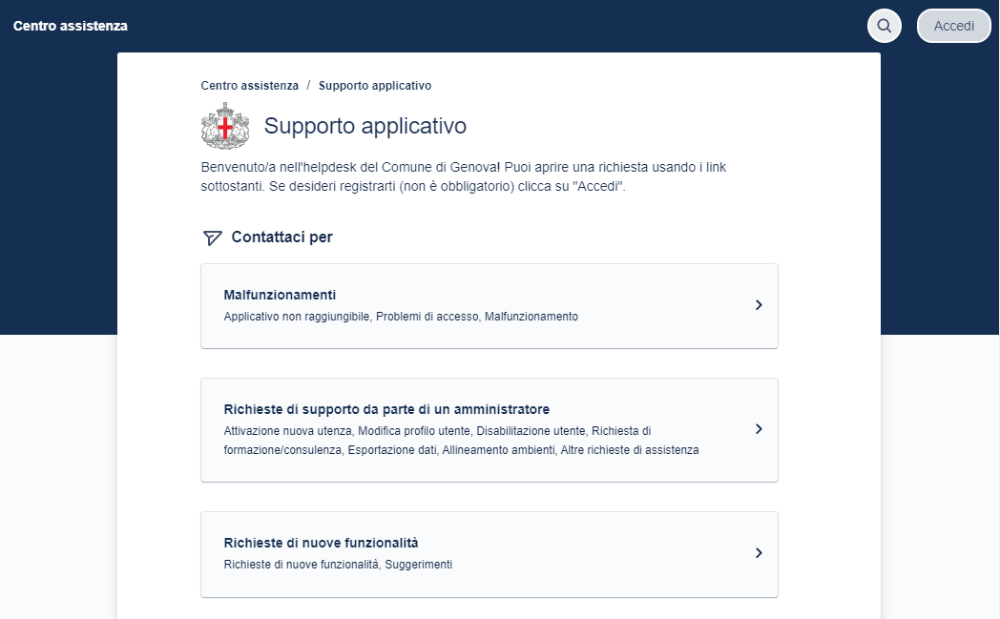 Centro assistenza
Accedi
Centro assistenza / Supporto applicativo
Supporto applicativo
Benvenuto/a nell'helpdesk del Comune di Genova! Puoi aprire una richiesta usando i link
sottostanti. Se desideri registrarti (non è obbligatorio) clicca su "Accedi".
Contattaci per
Malfunzionamenti
Applicativo non raggiungibile, Problemi di accesso, Malfunzionamento
Richieste di supporto da parte di un amministratore
Attivazione nuova utenza, Modifica profilo utente, Disabilitazione utente, Richiesta di
formazione/consulenza, Esportazione dati, Allineamento ambienti, Altre richieste di assistenza
Richieste di nuove funzionalità
Richieste di nuove funzionalità, Suggerimenti